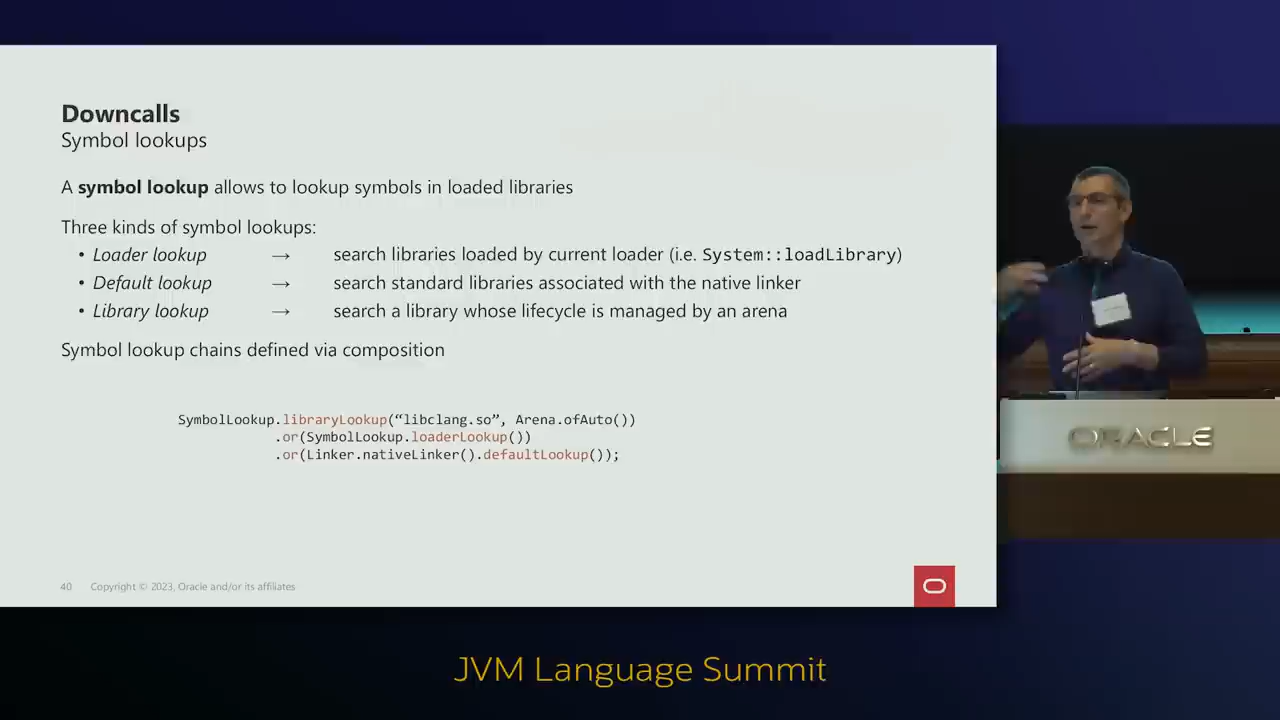 Downcalls
Symbol lookups
A symbol lookup allows to lookup symbols in loaded libraries
Three kinds of symbol lookups:
• Loader lookup → search libraries loaded by current loader (i.e. System::loadLibrary)
• Default lookup → search standard libraries associated with the native linker
• Library lookup → search a library whose lifecycle is managed by an arena
Symbol lookup chains defined via composition
SymbolLookup.libraryLookup(“libclang.so”, Arena.ofAuto())
.or(SymbolLookup.loaderLookup())
.or(Linker.nativeLinker().defaultLookup());
40 Copyright © 2023, Oracle and/or its affiliates
ORACLE
JVM Language Summit